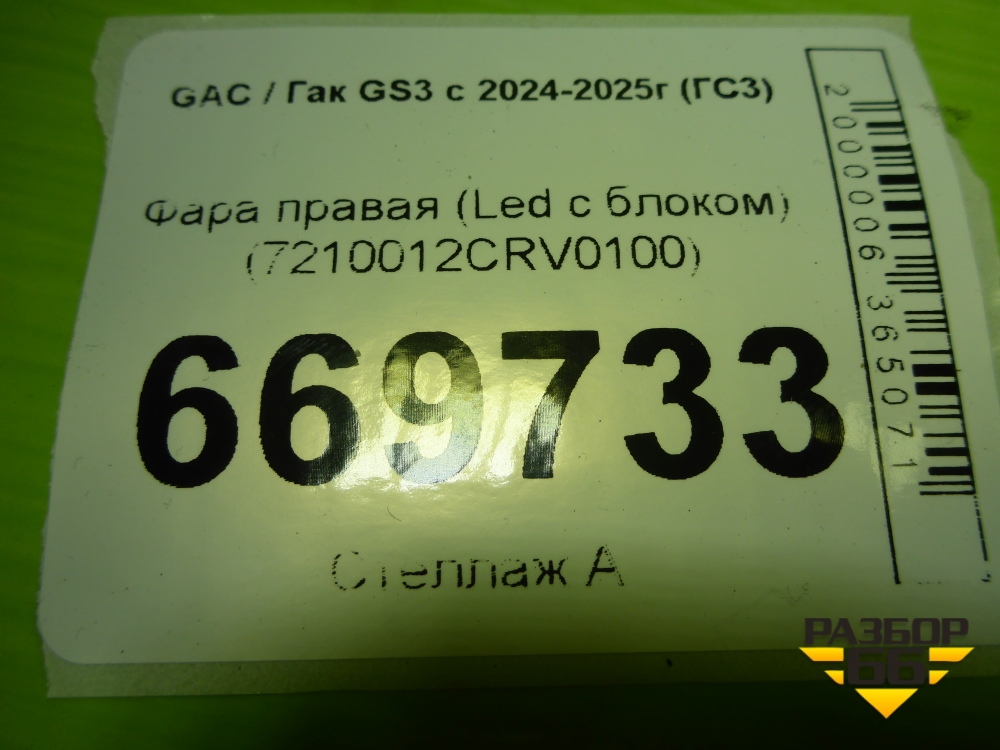 GAC / Гак GS3 с 2024-2025г (ГС3)
Фара правая (Led с блоком)
(7210012CRV0100)
669733
Стеллаж А
2000006365071
РАЗБОР
66